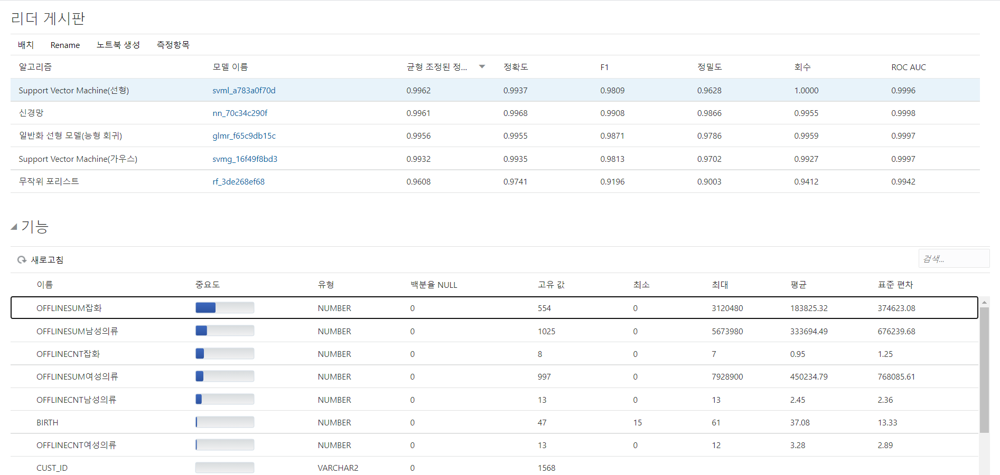 리더 게시판
배치 Rename 노트북 생성 측정항목
알고리즘 모델 이름 균형 조정된 정... 정확도 F1 정밀도 회수 ROC AUC
Support Vector Machine(선형) svml_a783a0f70d 0.9962 0.9937 0.9809 0.9628 1.0000 0.9996
신경망 nn_70c34c290f 0.9961 0.9968 0.9908 0.9866 0.9955 0.9998
일반화 선형 모델(능형 회귀) glmr_f65c9db15c 0.9956 0.9955 0.9871 0.9786 0.9959 0.9997
Support Vector Machine(가우스) svmg_16f49f8bd3 0.9932 0.9935 0.9813 0.9702 0.9927 0.9997
무작위 포리스트 rf_3de268ef68 0.9608 0.9741 0.9196 0.9003 0.9412 0.9942
기능
새로고침 검색...
이름 중요도 유형 백분율 NULL 고유 값 최소 최대 평균 표준 편차
OFFLINESUM잡화 NUMBER 0 554 0 3120480 183825.32 374623.08
OFFLINESUM남성의류 NUMBER 0 1025 0 5673980 333694.49 676239.68
OFFLINECNT잡화 NUMBER 0 8 0 7 0.95 1.25
OFFLINESUM여성의류 NUMBER 0 997 0 7928900 450234.79 768085.61
OFFLINECNT남성의류 NUMBER 0 13 0 13 2.45 2.36
BIRTH NUMBER 0 47 15 61 37.08 13.33
OFFLINECNT여성의류 NUMBER 0 13 0 12 3.28 2.89
CUST_ID VARCHAR2 0 1568